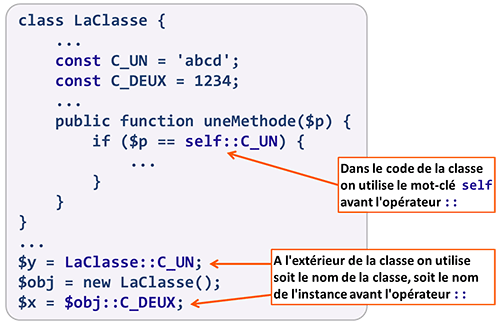 class LaClasse {
...
const C_UN = 'abcd';
const C_DEUX = 1234;
...
public function uneMethode($p) {
if ($p == self::C_UN) {
...
}
}
}
...
$y = LaClasse::C_UN;
$obj = new LaClasse();
$x = $obj::C_DEUX;
Dans le code de la classe
on utilise le mot-clé self
avant l'opérateur ::
A l'extérieur de la classe on utilise
soit le nom de la classe, soit le nom
de l'instance avant l'opérateur ::